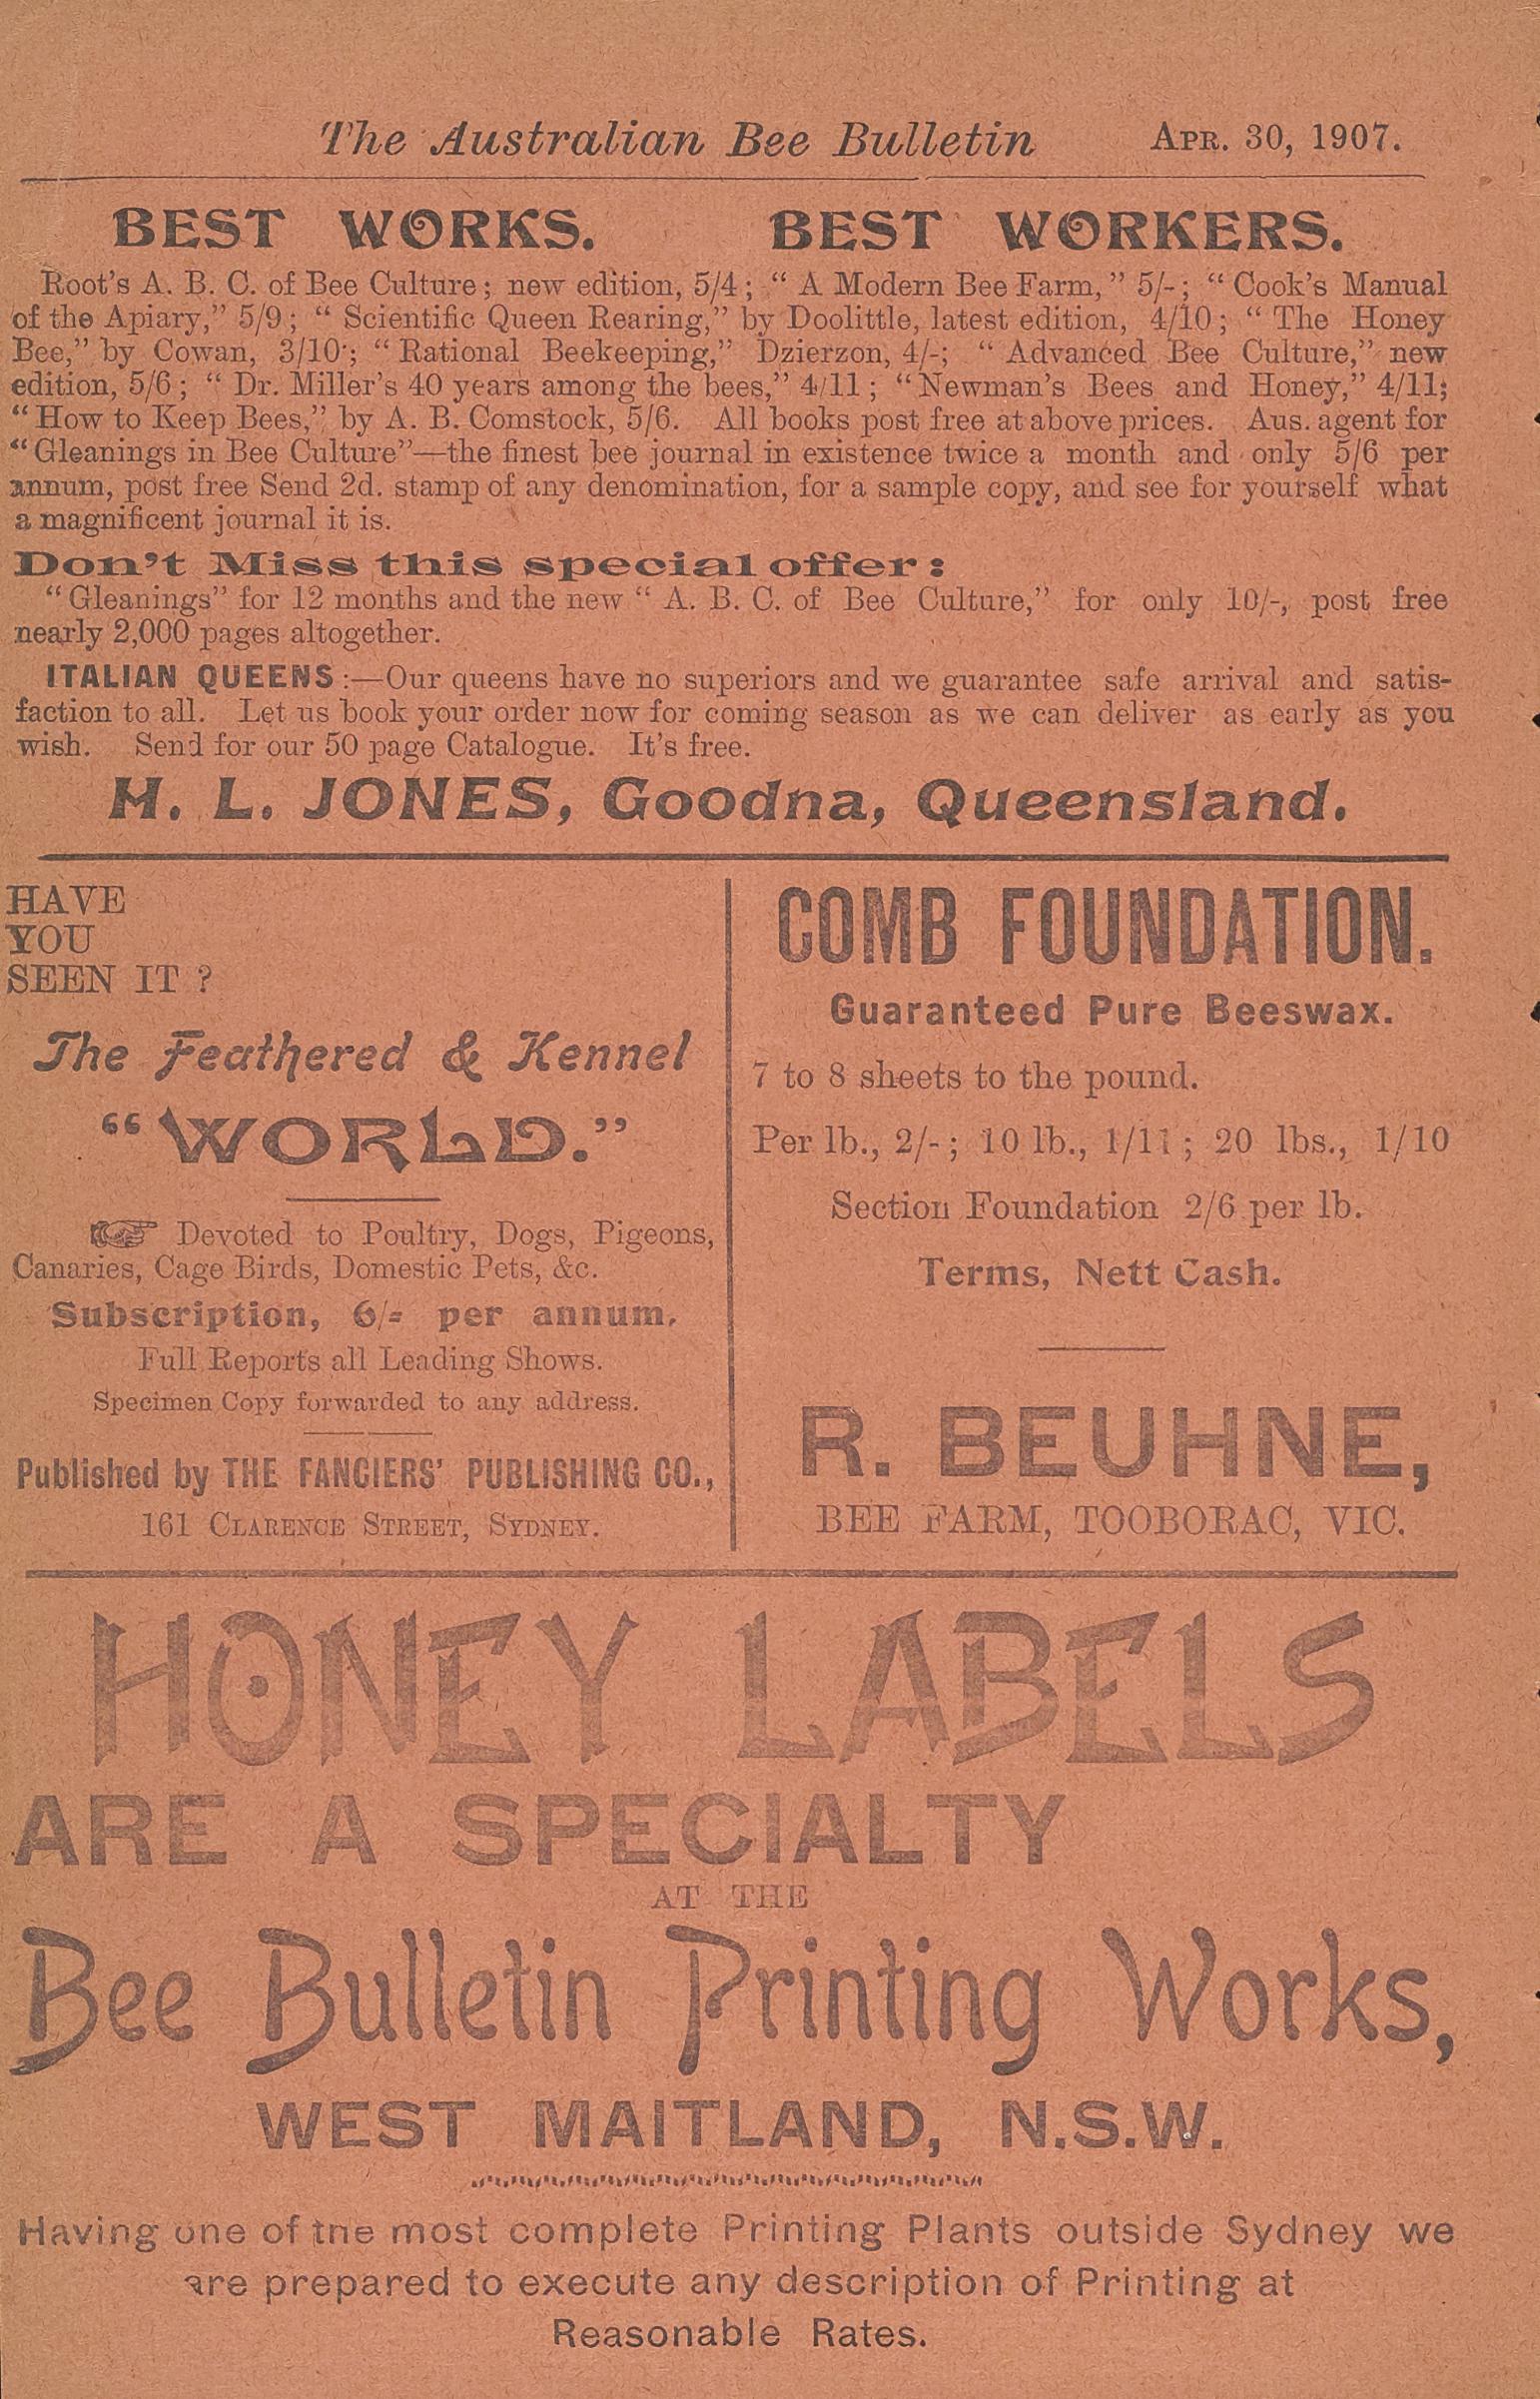 The Australian Bee Bulletin APR. 30, 1907.
BEST WORKS. BEST WORKERS.
Root's A. B. C. of Bee Culture; new edition, 5/4; "A Modern Bee Farm," 5/-; "Cook's Manual
of the Apiary," 5/9; "Scientific Queen Rearing," by Doolittle, latest edition, 4/10; "The Honey
Bee," by Cowan, 3/10; "Rational Beekeeping," Dzierzon, 4/-; "Advanced Bee Culture," new
edition, 5/6; "Dr. Miller's 40 years among the bees," 4/11; "Newman's Bees and Honey," 4/11;
"How to Keep Bees," by A. B. Comstock, 5/6. All books post free at above prices. Aus. agent for
"Gleanings in Bee Culture"—the finest bee journal in existence twice a month and only 5/6 per
annum, post free Send 2d. stamp of any denomination, for a sample copy, and see for yourself what
a magnificent journal it is.
Don't Miss this special offer:
"Gleanings" for 12 months and the new "A. B. C. of Bee Culture," for only 10/-, post free
nearly 2,000 pages altogether.
ITALIAN QUEENS:—Our queens have no superiors and we guarantee safe arrival and satis-
faction to all. Let us book your order now for coming season as we can deliver as early as you
wish. Send for our 50 page Catalogue. It's free.
H. L. JONES, Goodna, Queensland.
HAVE
YOU
SEEN IT?
The Feathered & Kennel
"WORLD."
Devoted to Poultry, Dogs, Pigeons,
Canaries, Cage Birds, Domestic Pets, &c.
Subscription, 6/= per annum.
Full Reports all Leading Shows.
Specimen Copy forwarded to any address.
Published by THE FANCIERS' PUBLISHING CO.,
161 CLARENCE STREET, SYDNEY.
COMB FOUNDATION.
Guaranteed Pure Beeswax.
7 to 8 sheets to the pound.
Per lb., 2/-; 10 lb., 1/11; 20 lbs., 1/10
Section Foundation 2/6 per lb.
Terms, Nett Cash.
R. BEUHNE,
BEE FARM, TOOBORAC, VIC.
HONEY LABELS
ARE A SPECIALTY
AT THE
Bee Bulletin Printing Works,
WEST MAITLAND, N.S.W.
Having one of the most complete Printing Plants outside Sydney we
are prepared to execute any description of Printing at
Reasonable Rates.